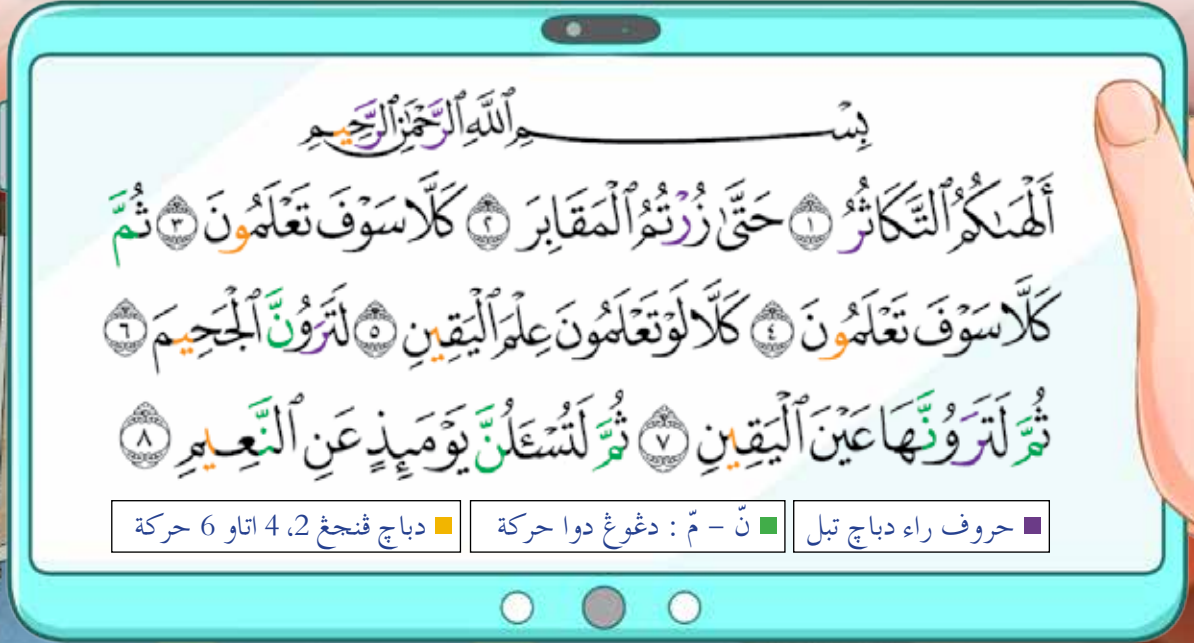 بِسْمِ ٱللَّهِ ٱلرَّحْمَٰنِ ٱلرَّحِيمِ
أَلْهَىٰكُمُ ٱلتَّكَاثُرُ ١ حَتَّىٰ زُرْتُمُ ٱلْمَقَابِرَ ٢ كَلَّا سَوْفَ تَعْلَمُونَ ٣ ثُمَّ
كَلَّا سَوْفَ تَعْلَمُونَ ٤ كَلَّا لَوْ تَعْلَمُونَ عِلْمَ ٱلْيَقِينِ ٥ لَتَرَوُنَّ ٱلْجَحِيمَ ٦
ثُمَّ لَتَرَوُنَّهَا عَيْنَ ٱلْيَقِينِ ٧ ثُمَّ لَتُسْـَٔلُنَّ يَوْمَئِذٍ عَنِ ٱلنَّعِيمِ ٨
حروف راء دباچ تبل
نّ – مّ : دغوڠ دوا حركة
دباچ ڤنجڠ 2، 4 اتاو 6 حركة